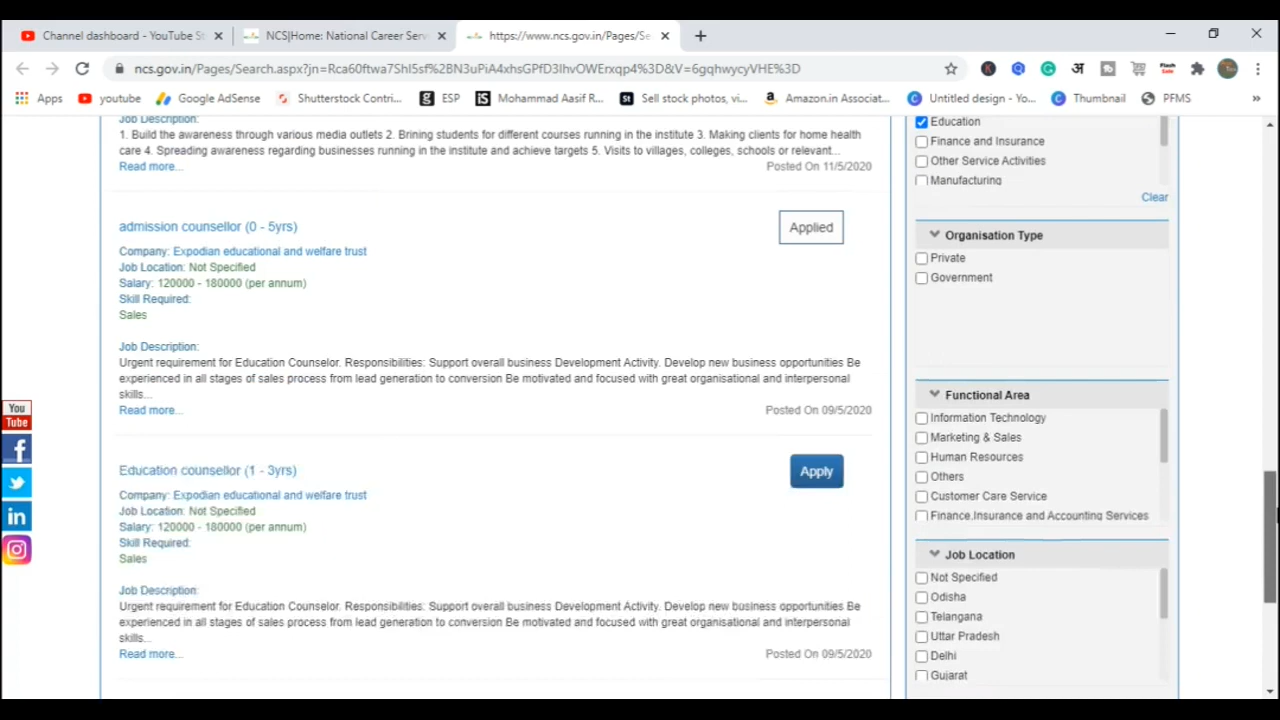 Channel dashboard - YouTube St
NCS|Home: National Career Serv
https://www.ncs.gov.in/Pages/Se
ncs.gov.in/Pages/Search.aspx?jn=Rca60ftwa7ShI5sf%2BN3uPiA4xhsGPfD3IhvOWErxqp4%3D&V=6gqhwycyVHE%3D
Apps
youtube
Google AdSense
Shutterstock Contri...
ESP
Mohammad Aasif R...
Sell stock photos, vi...
Amazon.in Associat...
Untitled design - Yo...
Thumbnail
PFMS
Job Description:
1. Build the awareness through various media outlets 2. Brining students for different courses running in the institute 3. Making clients for home health
care 4. Spreading awareness regarding businesses running in the institute and achieve targets 5. Visits to villages, colleges, schools or relevant...
Read more...
Posted On 11/5/2020
admission counsellor (0 - 5yrs)
Applied
Company: Expodian educational and welfare trust
Job Location: Not Specified
Salary: 120000 - 180000 (per annum)
Skill Required:
Sales
Job Description:
Urgent requirement for Education Counselor. Responsibilities: Support overall business Development Activity. Develop new business opportunities Be
experienced in all stages of sales process from lead generation to conversion Be motivated and focused with great organisational and interpersonal
skills...
Read more...
Posted On 09/5/2020
Education counsellor (1 - 3yrs)
Apply
Company: Expodian educational and welfare trust
Job Location: Not Specified
Salary: 120000 - 180000 (per annum)
Skill Required:
Sales
Job Description:
Urgent requirement for Education Counselor. Responsibilities: Support overall business Development Activity. Develop new business opportunities Be
experienced in all stages of sales process from lead generation to conversion Be motivated and focused with great organisational and interpersonal
skills...
Read more...
Posted On 09/5/2020
Education
Finance and Insurance
Other Service Activities
Manufacturing
Clear
Organisation Type
Private
Government
Functional Area
Information Technology
Marketing & Sales
Human Resources
Others
Customer Care Service
Finance,Insurance and Accounting Services
Job Location
Not Specified
Odisha
Telangana
Uttar Pradesh
Delhi
Gujarat
You
Tube